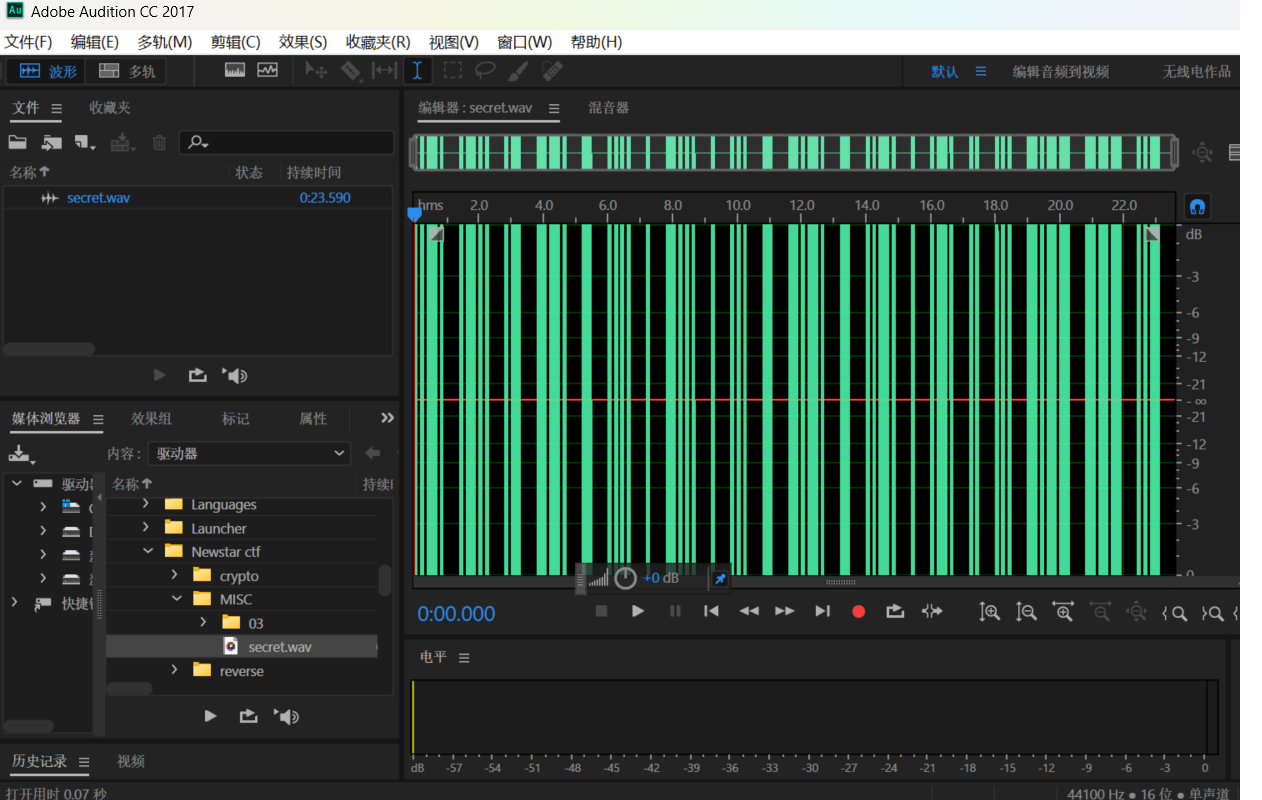 Au Adobe Audition CC 2017
文件(F) 编辑(E) 多轨(M) 剪辑(C) 效果(S) 收藏夹(R) 视图(V) 窗口(W) 帮助(H)
波形 多轨 默认 编辑音频到视频 无线电作品
文件 收藏夹
名称 状态 持续时间
secret.wav 0:23.590
媒体浏览器 效果组 标记 属性
内容: 驱动器
驱动 名称 持续
快捷
Languages
Launcher
Newstar ctf
crypto
MISC
03
secret.wav
reverse
历史记录 视频
打开用时 0.07 秒
编辑器 : secret.wav 混音器
hms 2.0 4.0 6.0 8.0 10.0 12.0 14.0 16.0 18.0 20.0 22.0
dB
-3
-6
-9
-12
-21
-∞
-21
-12
-9
-6
-3
0
+0 dB
0:00.000
电平
dB -57 -54 -51 -48 -45 -42 -39 -36 -33 -30 -27 -24 -21 -18 -15 -12 -9 -6 -3 0
44100 Hz ● 16 位 ● 单声道